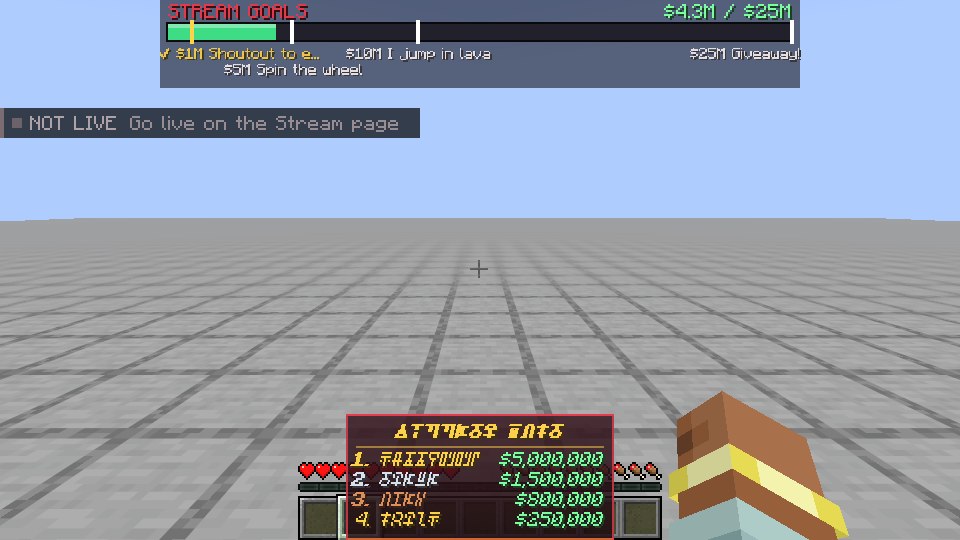 STREAM GOALS $4.3M / $25M
✔ $1M Shoutout to e... $10M I jump in lava $25M Giveaway!
$5M Spin the wheel
NOT LIVE Go live on the Stream page
1. $5,000,000
2. $1,500,000
3. $800,000
4. $250,000